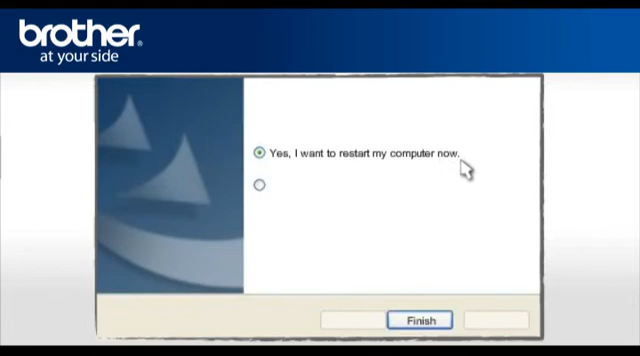 brother
at your side
Yes, I want to restart my computer now.
Finish